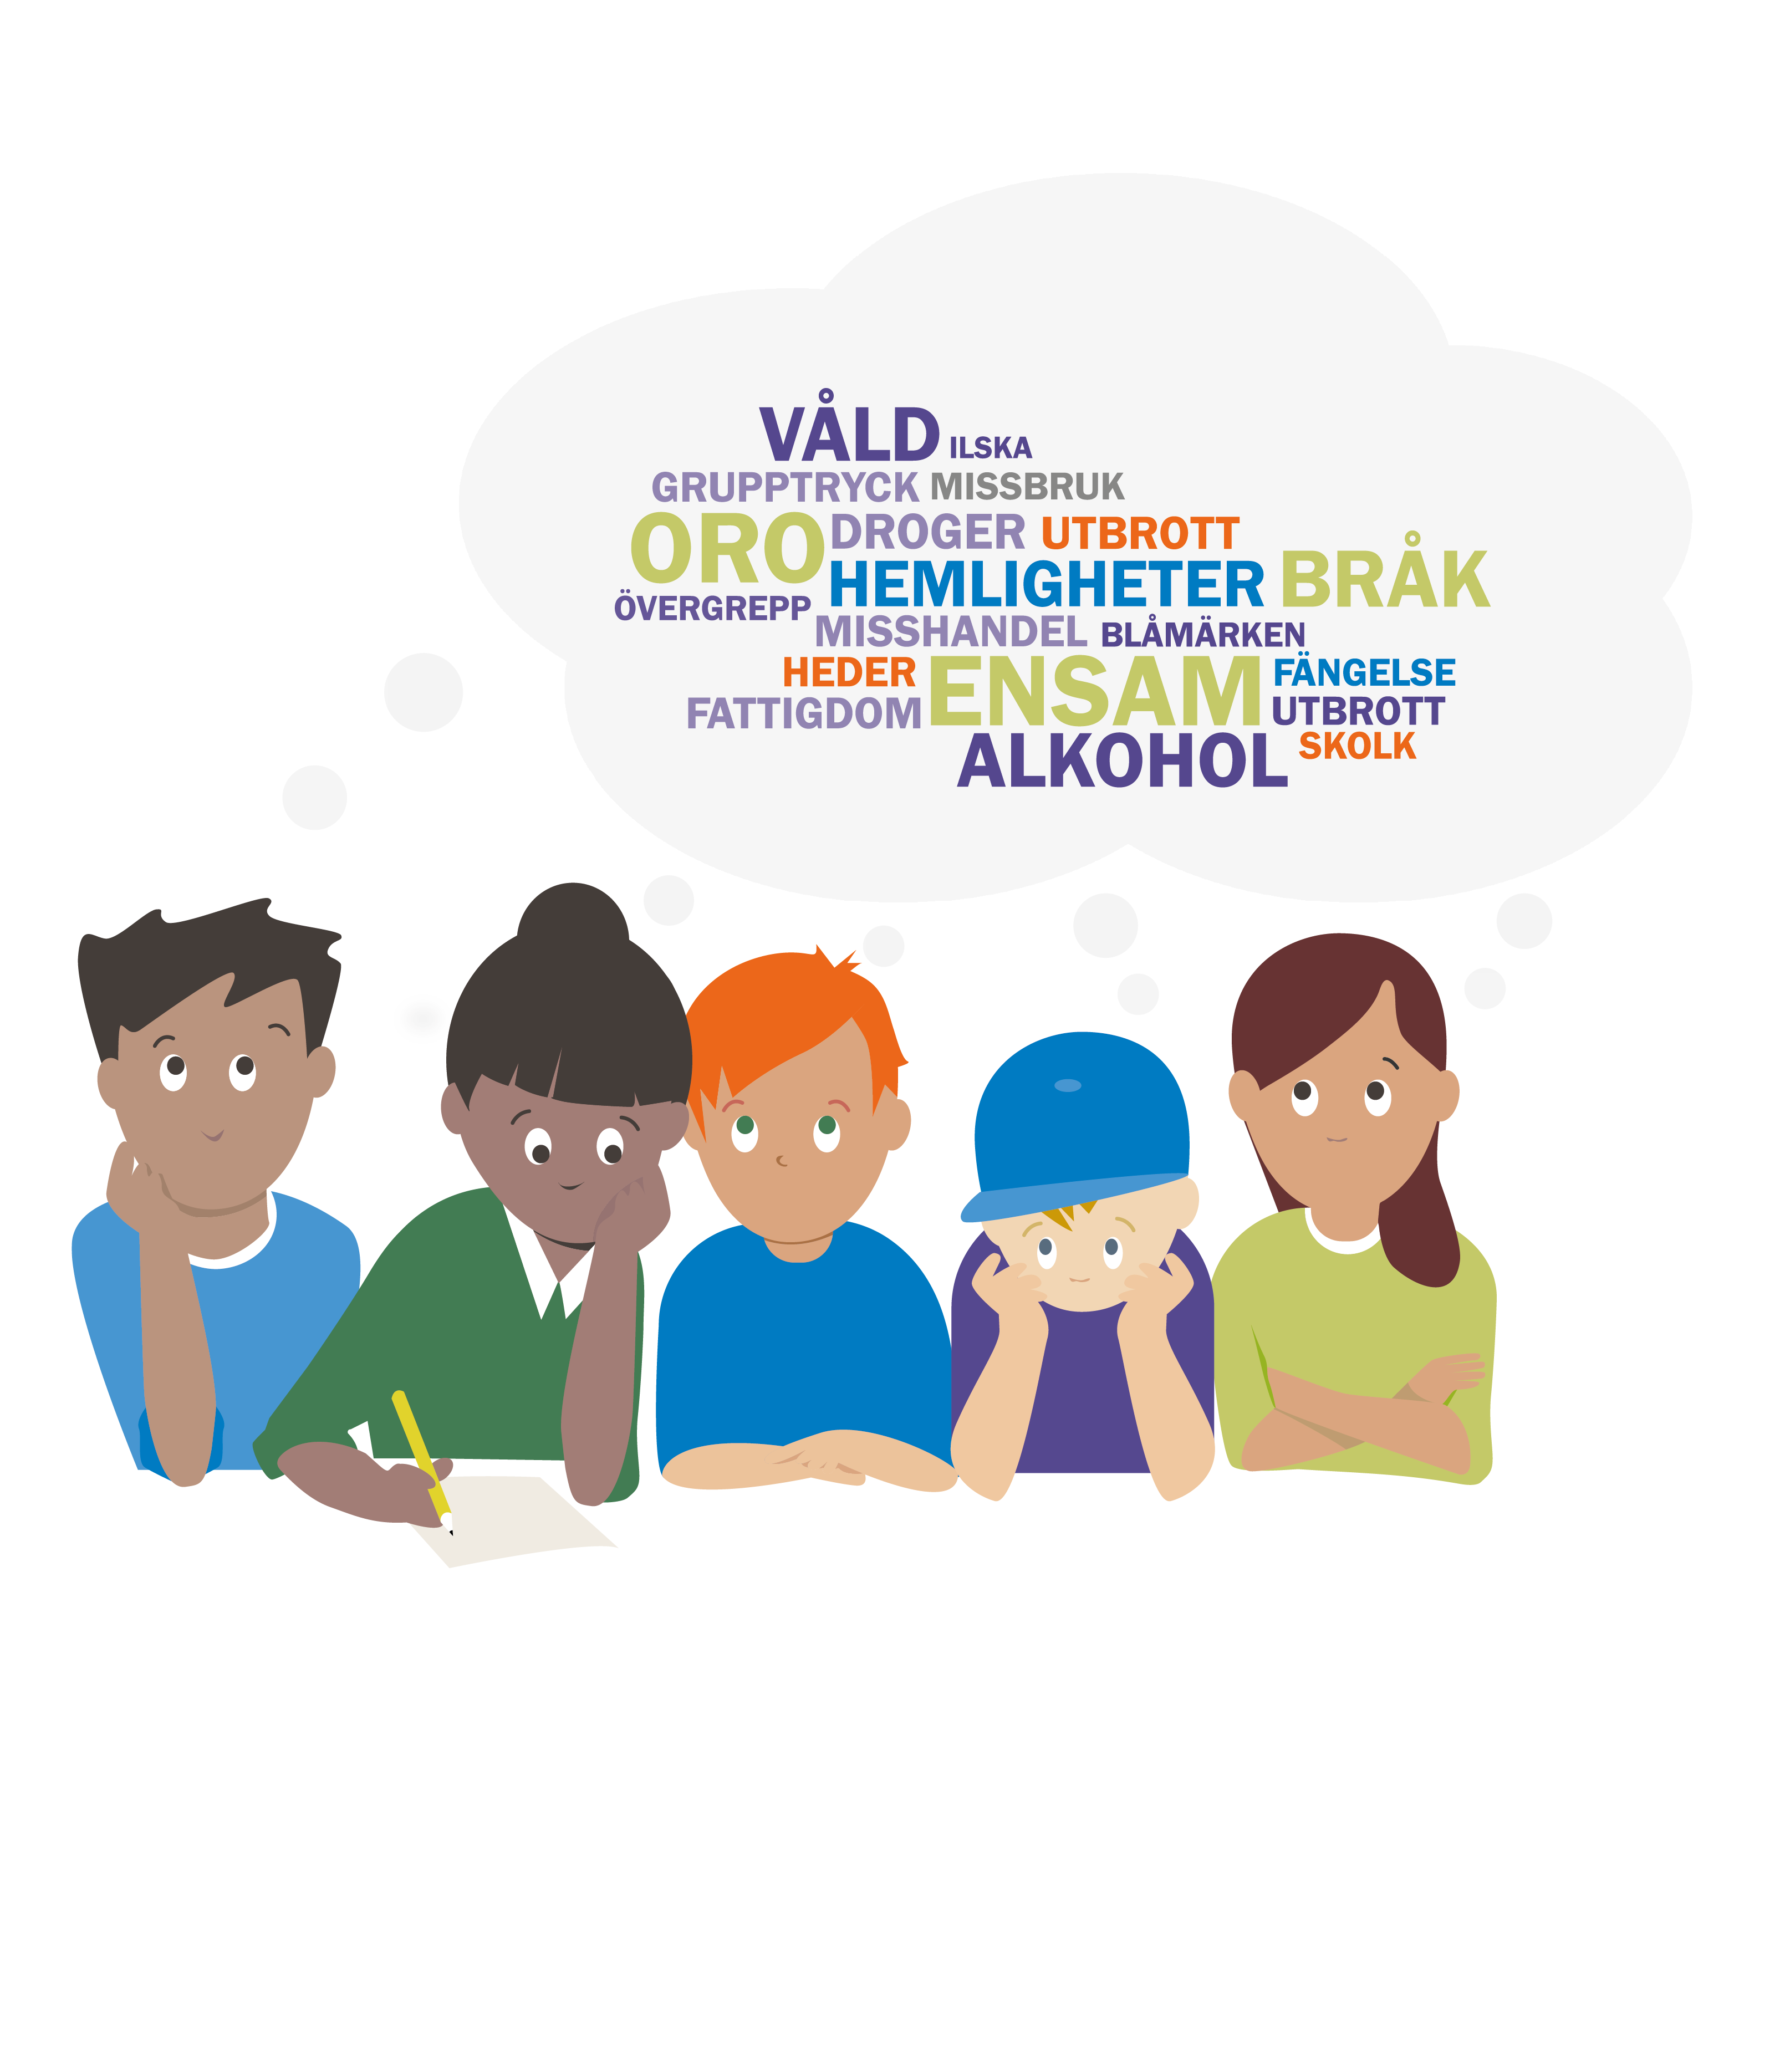 VÅLD ILSKA
GRUPPTRYCK MISSBRUK
ORO DROGER UTBROTT
HEMLIGHETER BRÅK
ÖVERGREPP MISSHANDEL BLÅMÄRKEN
HEDER ENSAM FÄNGELSE
FATTIGDOM UTBROTT
ALKOHOL SKOLK